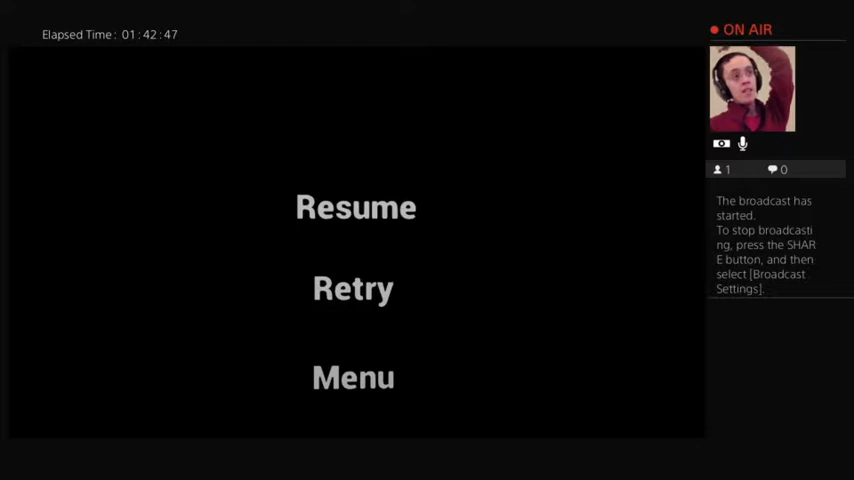 Elapsed Time: 01:42:47
ON AIR
1 0
The broadcast has
started.
To stop broadcasti
ng, press the SHAR
E button, and then
select [Broadcast
Settings].
Resume
Retry
Menu